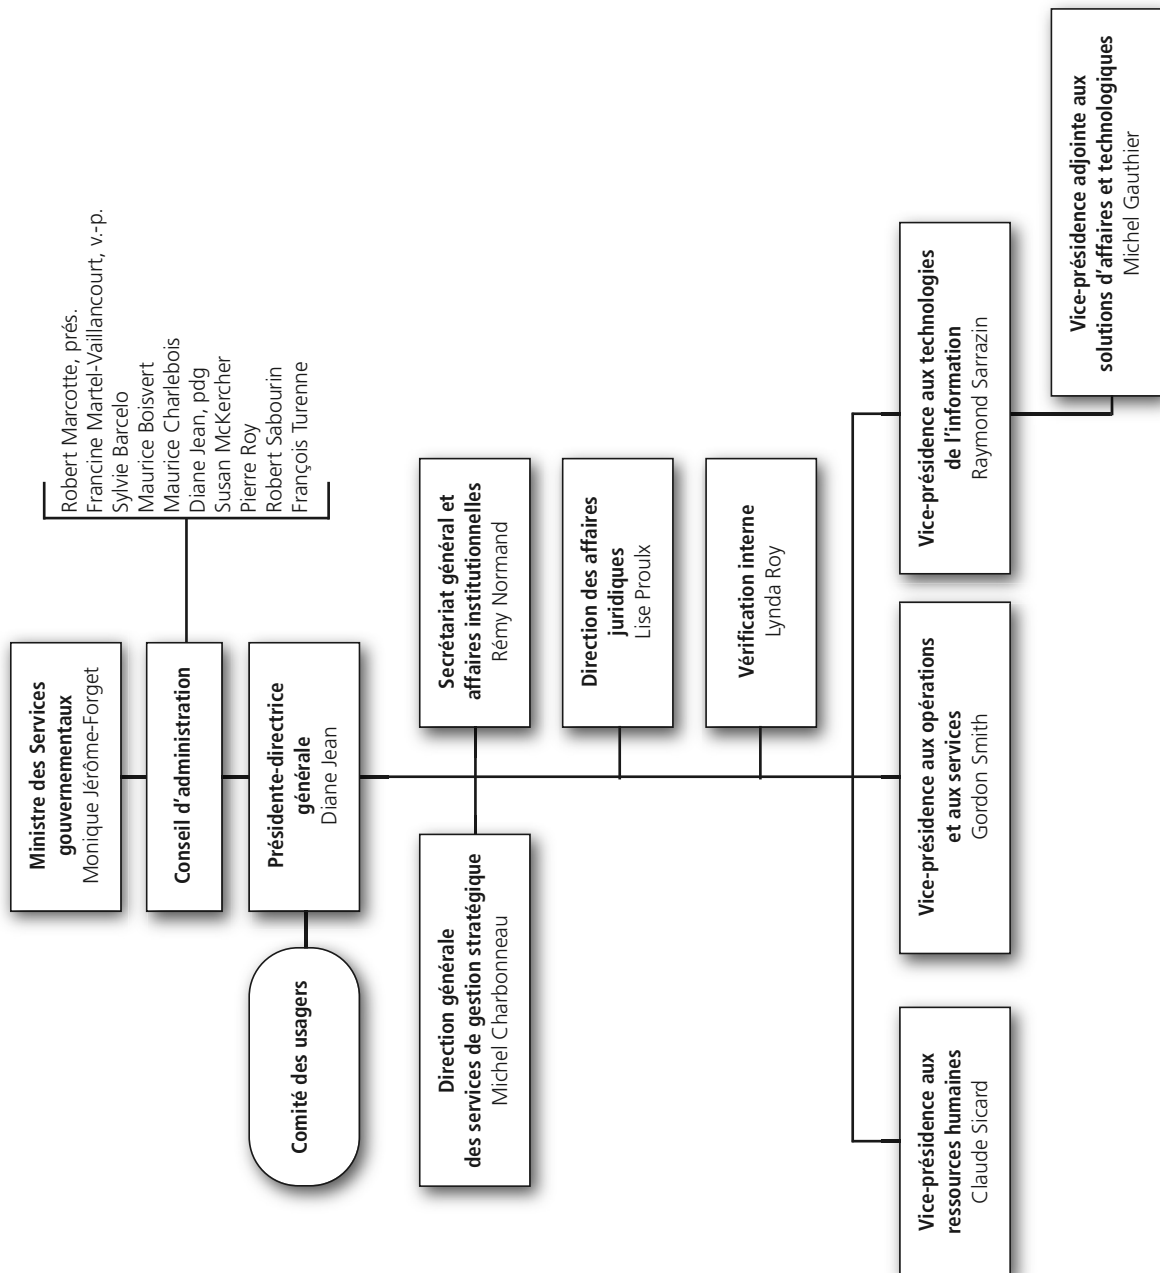 Ministre des Services
gouvernementaux
Monique Jérôme-Forget
Conseil d'administration
Robert Marcotte, prés.
Francine Martel-Vaillancourt, v.-p.
Sylvie Barcelo
Maurice Boisvert
Maurice Charlebois
Diane Jean, pdg
Susan McKercher
Pierre Roy
Robert Sabourin
François Turenne
Comité des usagers
Présidente-directrice
générale
Diane Jean
Direction générale
des services de gestion stratégique
Michel Charbonneau
Secrétariat général et
affaires institutionnelles
Rémy Normand
Direction des affaires
juridiques
Lise Proulx
Vérification interne
Lynda Roy
Vice-présidence aux
ressources humaines
Claude Sicard
Vice-présidence aux opérations
et aux services
Gordon Smith
Vice-présidence aux technologies
de l'information
Raymond Sarrazin
Vice-présidence adjointe aux
solutions d'affaires et technologiques
Michel Gauthier